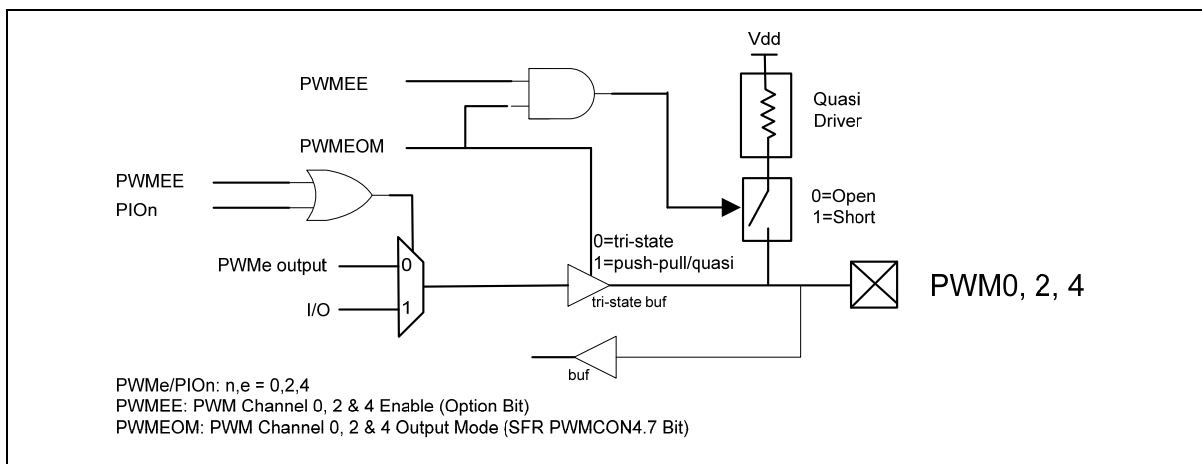 Vdd
PWMEE
Quasi
Driver
PWMEOM
PWMEE
PIOn
0=Open
1=Short
0=tri-state
1=push-pull/quasi
PWMe output
0
tri-state buf
PWM0, 2, 4
I/O
1
buf
PWMe/PIOn: n,e = 0,2,4
PWMEE: PWM Channel 0, 2 & 4 Enable (Option Bit)
PWMEOM: PWM Channel 0, 2 & 4 Output Mode (SFR PWMCON4.7 Bit)